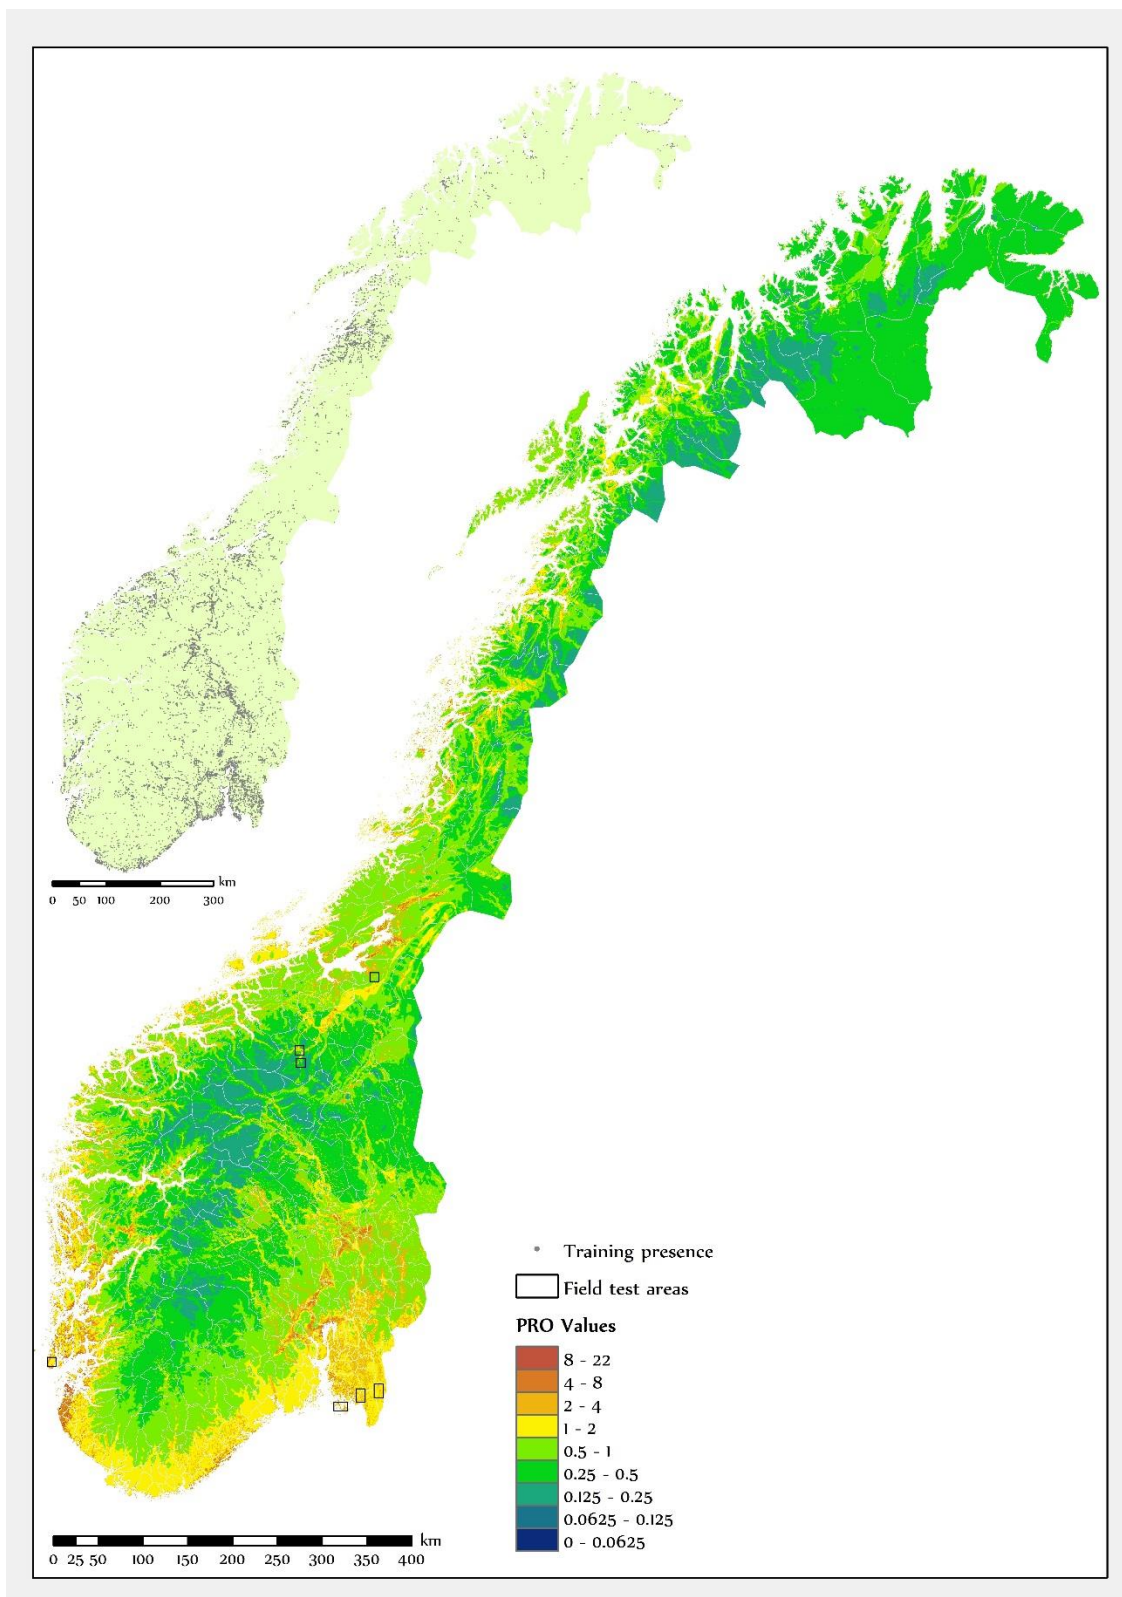 km
0 50 100 200 300
Training presence
Field test areas
PRO Values
8 - 22
4 - 8
2 - 4
1 - 2
0.5 - 1
0.25 - 0.5
0.125 - 0.25
0.0625 - 0.125
0 - 0.0625
km
0 25 50 100 150 200 250 300 350 400